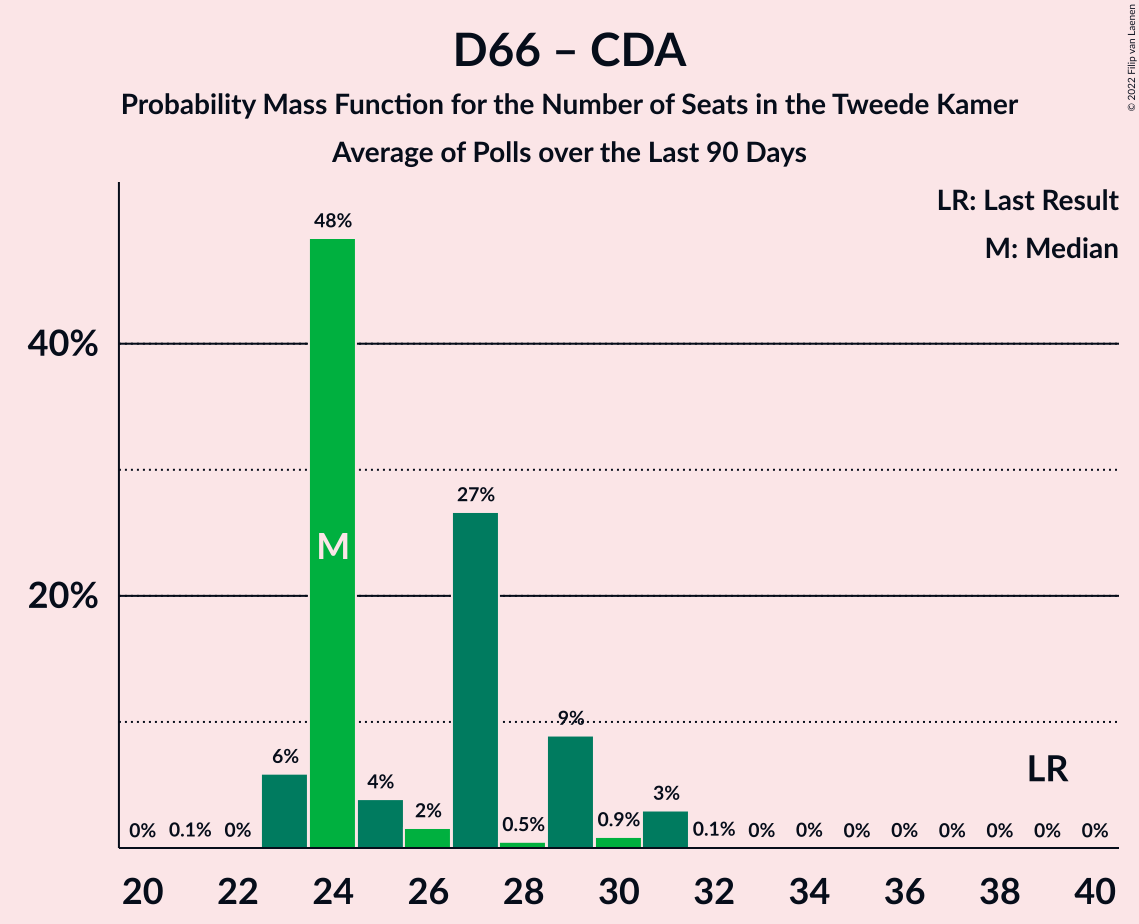 D66 – CDA
Probability Mass Function for the Number of Seats in the Tweede Kamer
Average of Polls over the Last 90 Days
© 2022 Filip van Laenen
LR: Last Result
M: Median
48%
40%
27%
M
20%
9%
6%
4%
3%
2%
LR
0% 0.1% 0% 0.5% 0.9% 0.1% 0% 0% 0% 0% 0% 0% 0% 0%
20 22 24 26 28 30 32 34 36 38 40